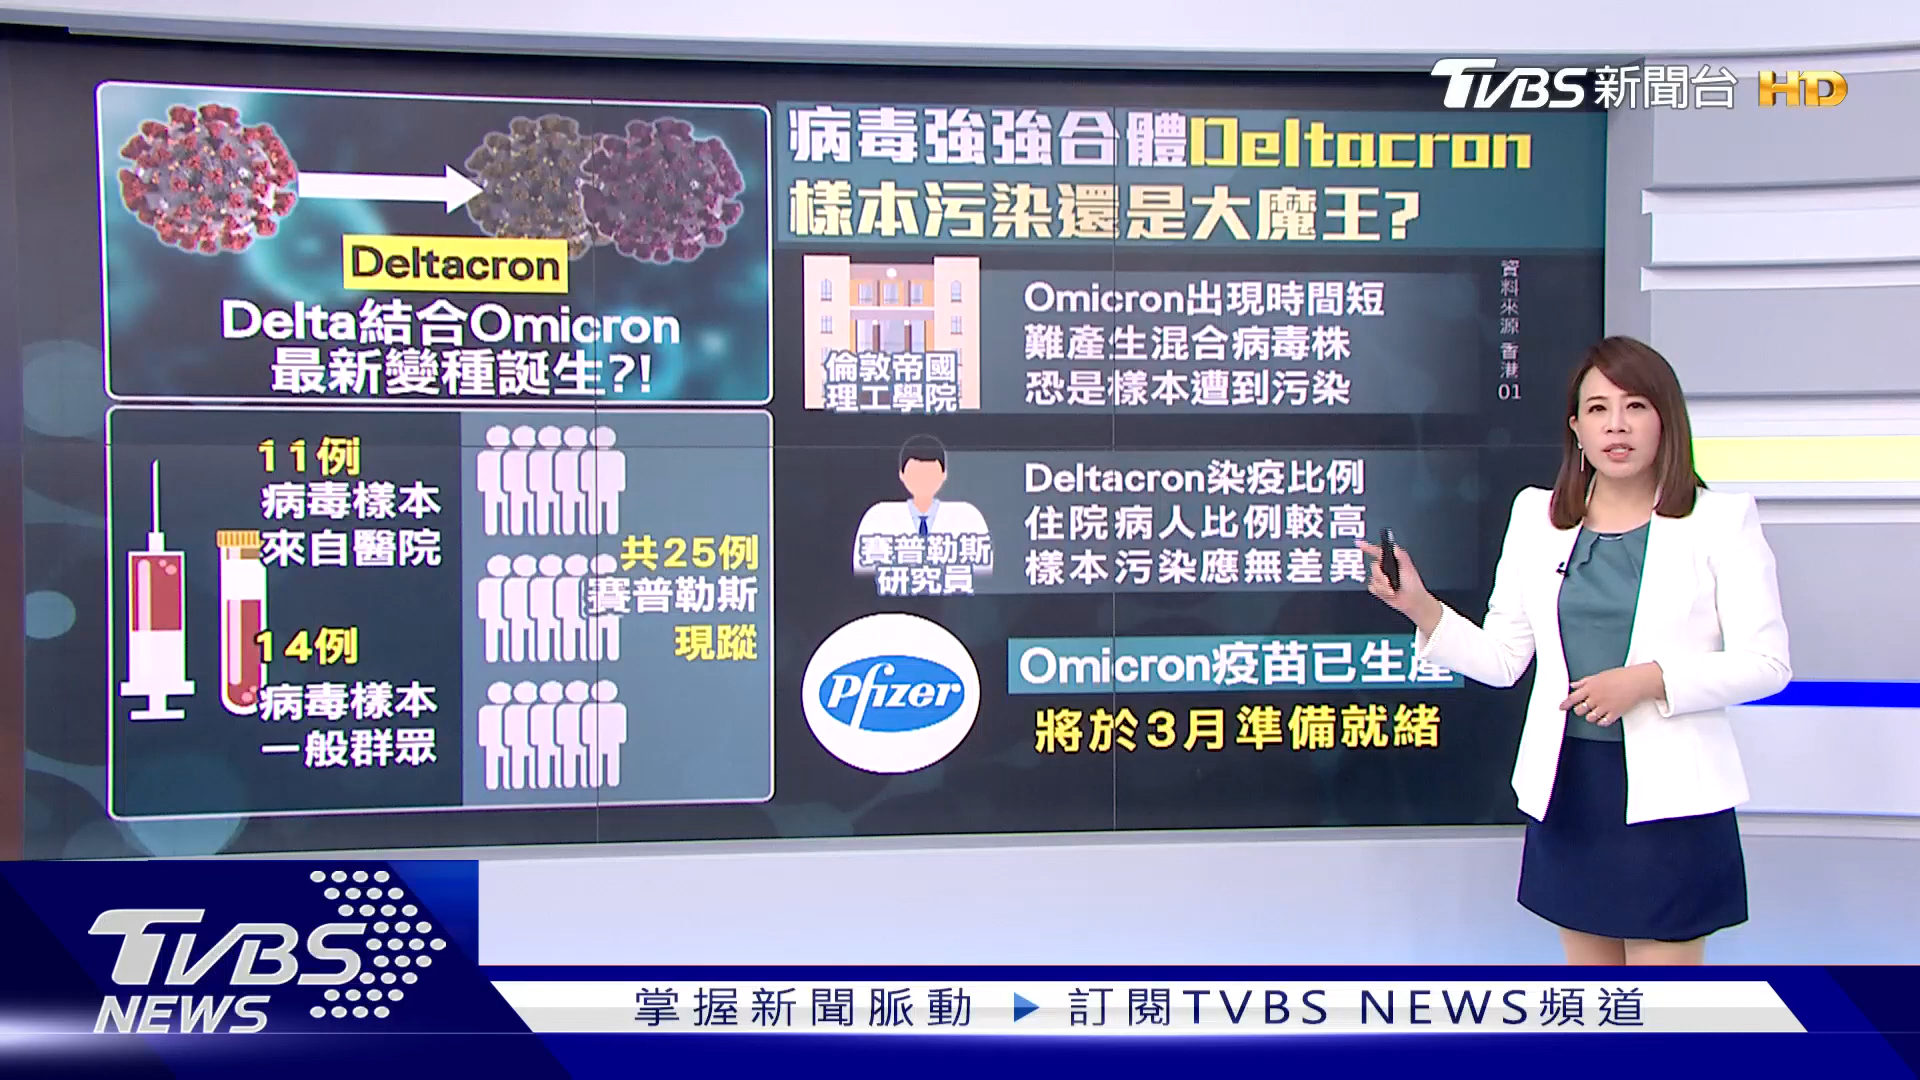 TVBS新聞台 HD
病毒強強合體Deltacron
樣本污染還是大魔王?
Deltacron
Delta結合Omicron
最新變種誕生?!
11例
病毒樣本
來自醫院
14例
病毒樣本
一般群眾
共25例
賽普勒斯
現蹤
倫敦帝國
理工學院
Omicron出現時間短
難產生混合病毒株
恐是樣本遭到污染
賽普勒斯
研究員
Deltacron染疫比例
住院病人比例較高
樣本污染應無差異
Pfizer
Omicron疫苗已生產
將於3月準備就緒
資料來源 香港01
TVBS
NEWS
掌握新聞脈動 ▶ 訂閱TVBS NEWS頻道